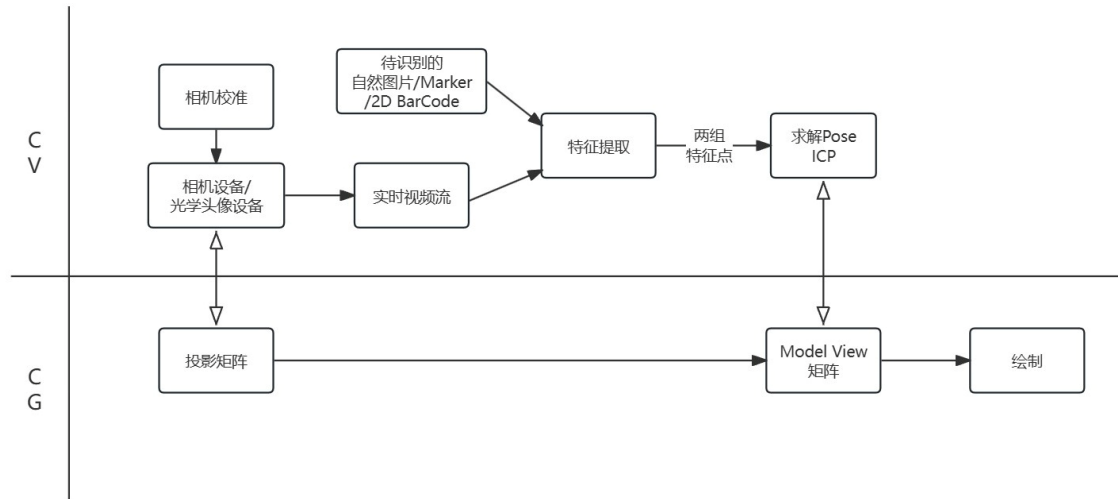 C
V
相机校准
待识别的
自然图片/Marker
/2D BarCode
相机设备/
光学头像设备
实时视频流
特征提取
两组
特征点
求解Pose
ICP
C
G
投影矩阵
Model View
矩阵
绘制